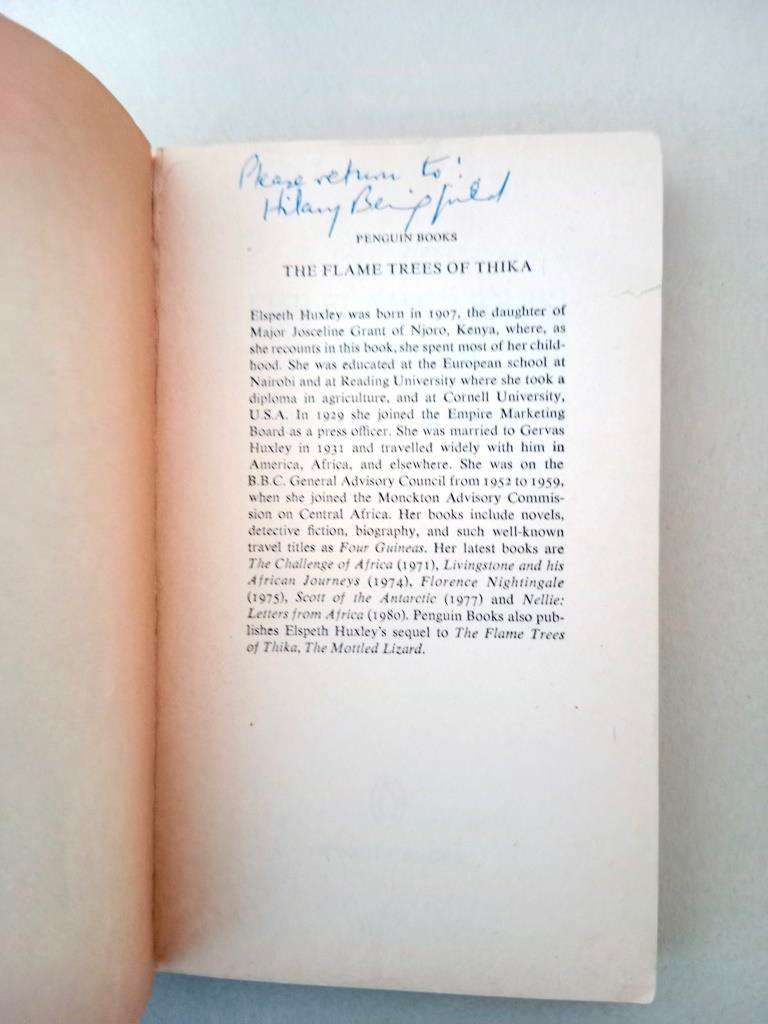 Please return to:
Hilary
PENGUIN BOOKS
THE FLAME TREES OF THIKA
Elspeth Huxley was born in 1907, the daughter of
Major Josceline Grant of Njoro, Kenya, where, as
she recounts in this book, she spent most of her child-
hood. She was educated at the European school at
Nairobi and at Reading University where she took a
diploma in agriculture, and at Cornell University,
U.S.A. In 1929 she joined the Empire Marketing
Board as a press officer. She was married to Gervas
Huxley in 1931 and travelled widely with him in
America, Africa, and elsewhere. She was on the
B.B.C. General Advisory Council from 1952 to 1959,
when she joined the Monckton Advisory Commis-
sion on Central Africa. Her books include novels,
detective fiction, biography, and such well-known
travel titles as Four Guineas. Her latest books are
The Challenge of Africa (1971), Livingstone and his
African Journeys (1974), Florence Nightingale
(1975), Scott of the Antarctic (1977) and Nellie:
Letters from Africa (1980). Penguin Books also pub-
lishes Elspeth Huxley's sequel to The Flame Trees
of Thika, The Mottled Lizard.